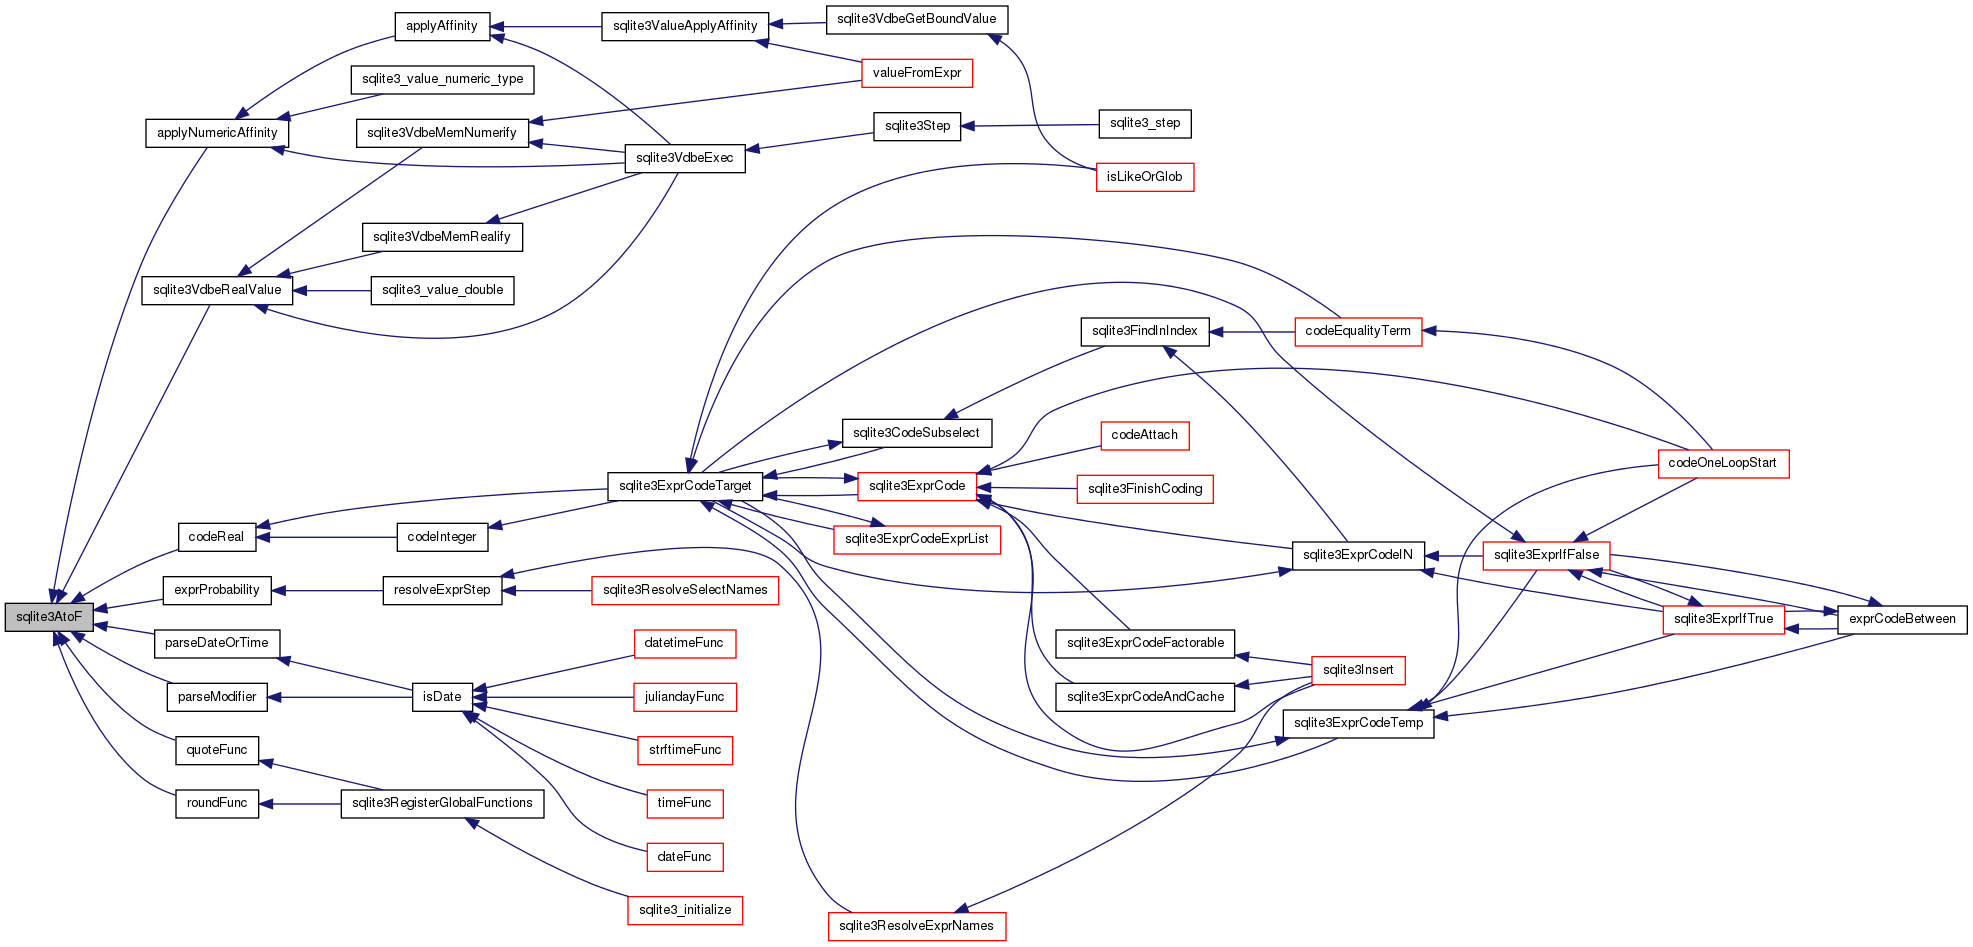 sqlite3AtoF
applyNumericAffinity
sqlite3VdbeRealValue
codeReal
exprProbability
parseDateOrTime
parseModifier
quoteFunc
roundFunc
applyAffinity
sqlite3_value_numeric_type
sqlite3VdbeMemNumerify
sqlite3VdbeMemRealify
sqlite3_value_double
codeInteger
resolveExprStep
isDate
sqlite3RegisterGlobalFunctions
sqlite3ValueApplyAffinity
sqlite3VdbeExec
sqlite3ExprCodeTarget
sqlite3ResolveSelectNames
datetimeFunc
juliandayFunc
strftimeFunc
timeFunc
dateFunc
sqlite3_initialize
sqlite3VdbeGetBoundValue
valueFromExpr
sqlite3Step
sqlite3CodeSubselect
sqlite3ExprCode
sqlite3ExprCodeExprList
sqlite3ResolveExprNames
sqlite3_step
isLikeOrGlob
sqlite3FindInIndex
codeAttach
sqlite3FinishCoding
sqlite3ExprCodeFactorable
sqlite3ExprCodeAndCache
codeEqualityTerm
sqlite3ExprCodeIN
sqlite3Insert
sqlite3ExprCodeTemp
sqlite3ExprIfFalse
codeOneLoopStart
sqlite3ExprIfTrue
exprCodeBetween